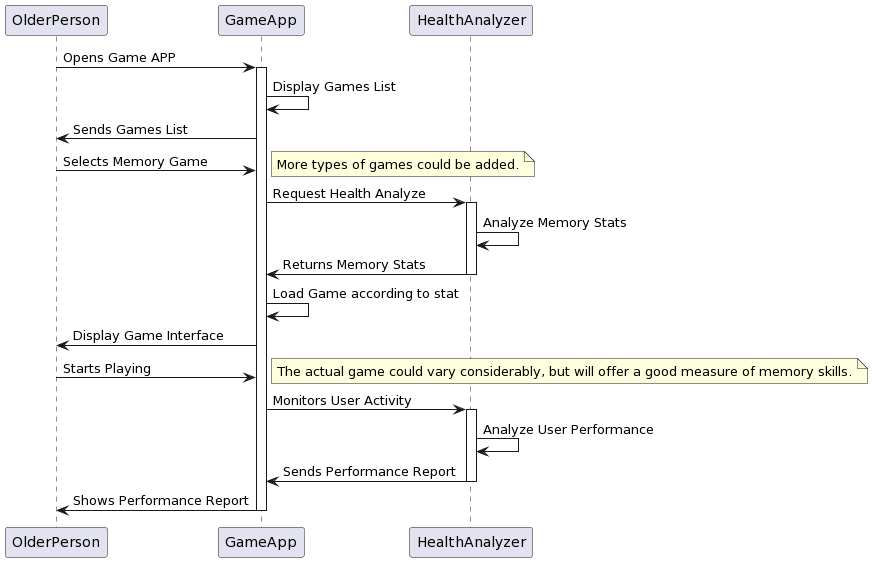 OlderPerson GameApp HealthAnalyzer
Opens Game APP
Display Games List
Sends Games List
Selects Memory Game
More types of games could be added.
Request Health Analyze
Analyze Memory Stats
Returns Memory Stats
Load Game according to stat
Display Game Interface
Starts Playing
The actual game could vary considerably, but will offer a good measure of memory skills.
Monitors User Activity
Analyze User Performance
Sends Performance Report
Shows Performance Report
OlderPerson GameApp HealthAnalyzer